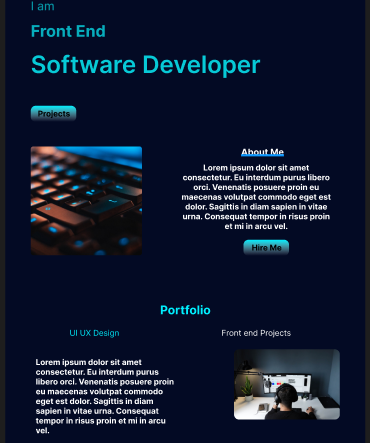 I am
Front End
Software Developer
Projects
About Me
Lorem ipsum dolor sit amet
consectetur. Eu interdum purus libero
orci. Venenatis posuere proin eu
maecenas volutpat commodo eget est
dolor. Sagittis in diam sapien in vitae
urna. Consequat tempor in risus proin
et mi in arcu vel.
Hire Me
Portfolio
UI UX Design
Front end Projects
Lorem ipsum dolor sit amet
consectetur. Eu interdum purus
libero orci. Venenatis posuere proin
eu maecenas volutpat commodo
eget est dolor. Sagittis in diam
sapien in vitae urna. Consequat
tempor in risus proin et mi in arcu
vel.